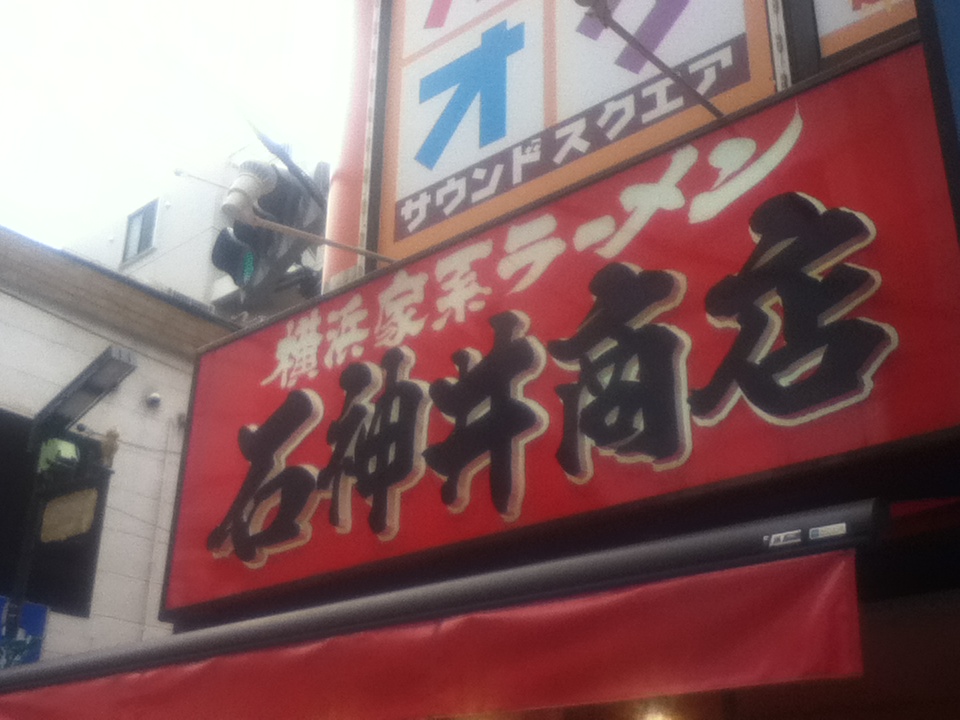 オ
サウンドスクエア
横浜家系ラーメン
石神井商店